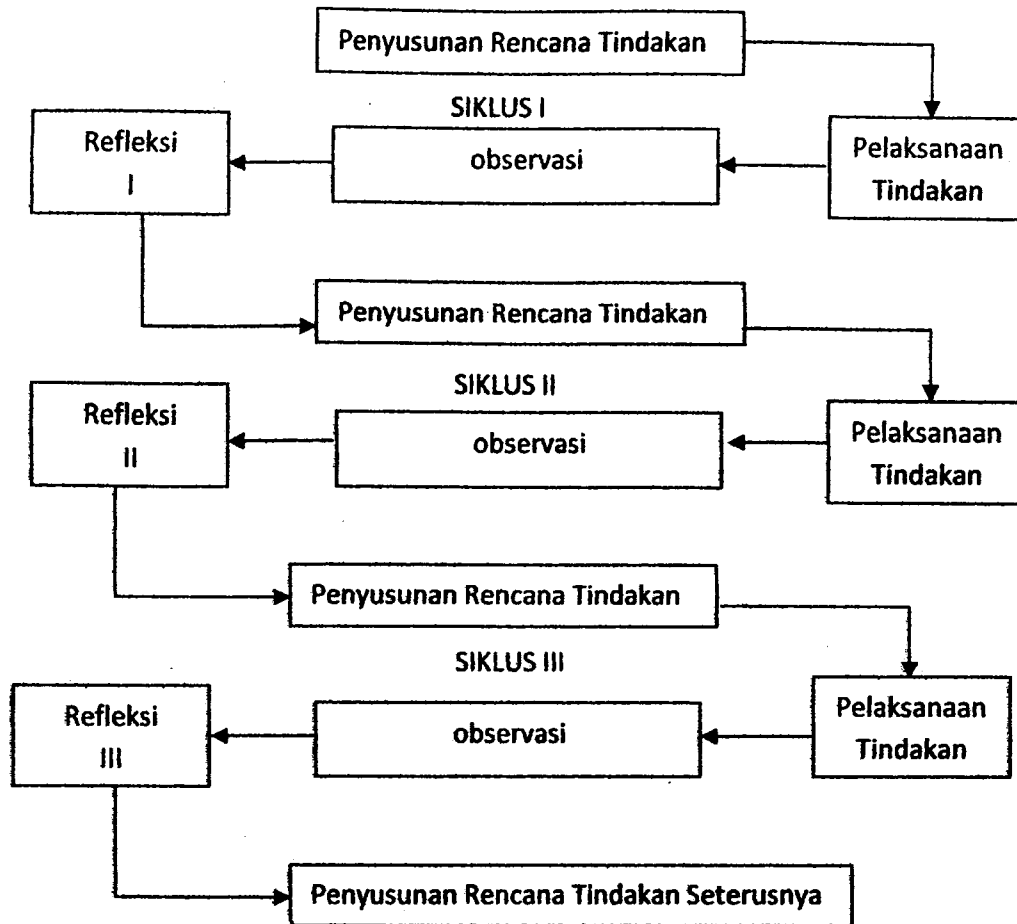 Penyusunan Rencana Tindakan
SIKLUS I
Refleksi
I
observasi
Pelaksanaan
Tindakan
Penyusunan Rencana Tindakan
SIKLUS II
Refleksi
II
observasi
Pelaksanaan
Tindakan
Penyusunan Rencana Tindakan
SIKLUS III
Refleksi
III
observasi
Pelaksanaan
Tindakan
Penyusunan Rencana Tindakan Seterusnya